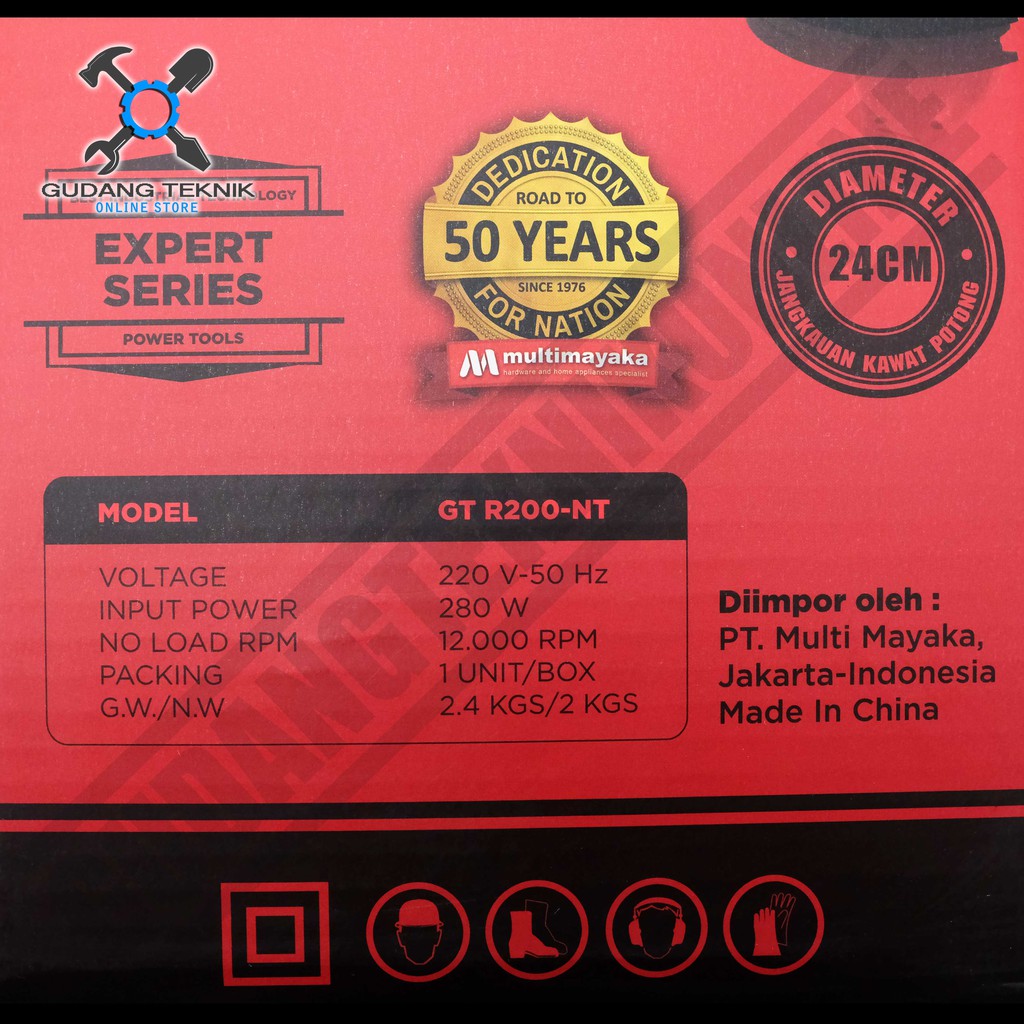 GUDANG TEKNIK
ONLINE STORE
TECHNOLOGY
EXPERT
SERIES
POWER TOOLS
DEDICATION
ROAD TO
50 YEARS
SINCE 1976
FOR NATION
multimayaka
hardware and home appliances specialist
DIAMETER
24CM
JANGKAUAN KAWAT POTONG
MODEL GT R200-NT
VOLTAGE 220 V-50 Hz
INPUT POWER 280 W
NO LOAD RPM 12.000 RPM
PACKING 1 UNIT/BOX
G.W./N.W 2.4 KGS/2 KGS
Diimpor oleh :
PT. Multi Mayaka,
Jakarta-Indonesia
Made In China